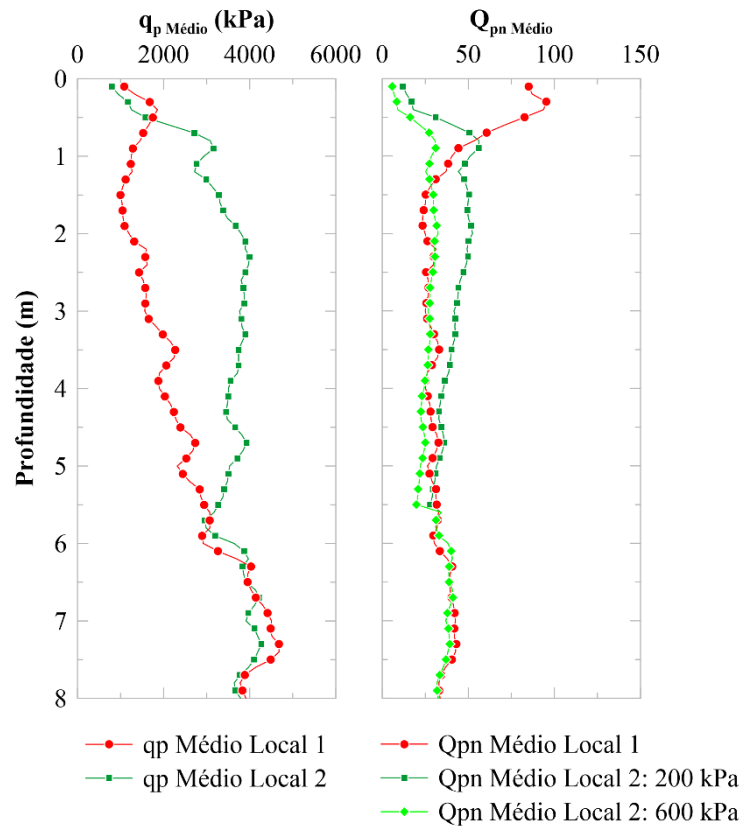 qp Médio (kPa)
0 2000 4000 6000
Qpn Médio
0 50 100 150
Profundidade (m)
0
1
2
3
4
5
6
7
8
qp Médio Local 1
qp Médio Local 2
Qpn Médio Local 1
Qpn Médio Local 2: 200 kPa
Qpn Médio Local 2: 600 kPa